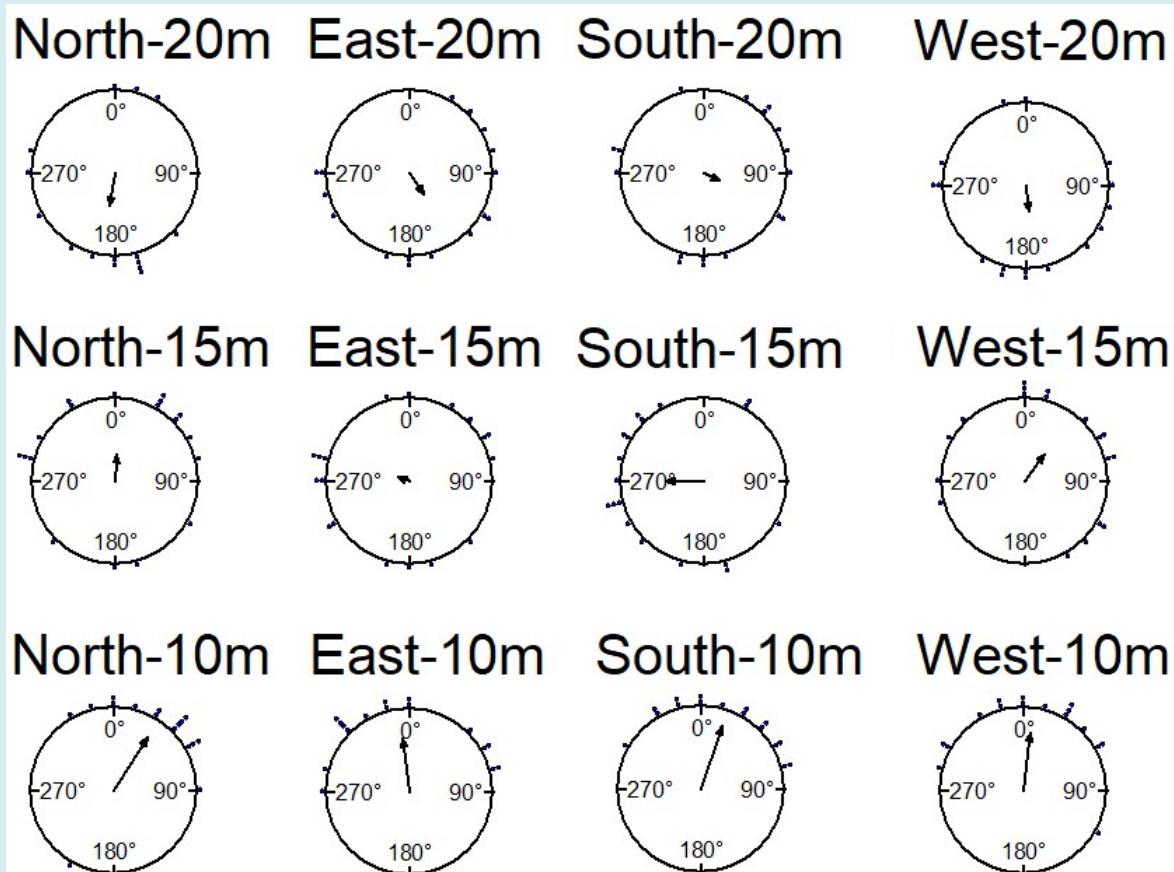 North-20m East-20m South-20m West-20m
0° 0° 0° 0°
270° 90° 270° 90° 270° 90° 270° 90°
180° 180° 180° 180°
North-15m East-15m South-15m West-15m
0° 0° 0° 0°
270° 90° 270° 90° 270° 90° 270° 90°
180° 180° 180° 180°
North-10m East-10m South-10m West-10m
0° 0° 0° 0°
270° 90° 270° 90° 270° 90° 270° 90°
180° 180° 180° 180°